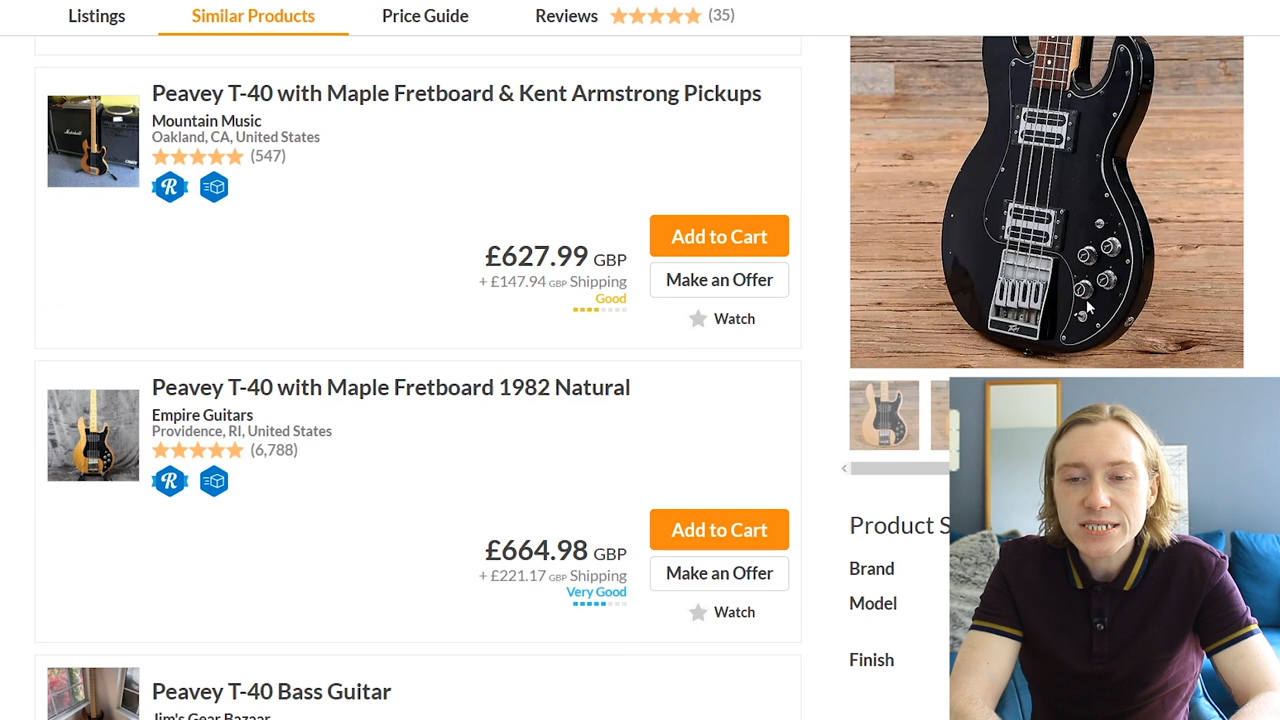 Listings Similar Products Price Guide Reviews (35)
Peavey T-40 with Maple Fretboard & Kent Armstrong Pickups
Mountain Music
Oakland, CA, United States
(547)
R
£627.99 GBP
+ £147.94 GBP Shipping
Good
Add to Cart
Make an Offer
Watch
Peavey T-40 with Maple Fretboard 1982 Natural
Empire Guitars
Providence, RI, United States
(6,788)
R
£664.98 GBP
+ £221.17 GBP Shipping
Very Good
Add to Cart
Make an Offer
Watch
Peavey T-40 Bass Guitar
Jim's Gear Bazaar
Product S
Brand
Model
Finish